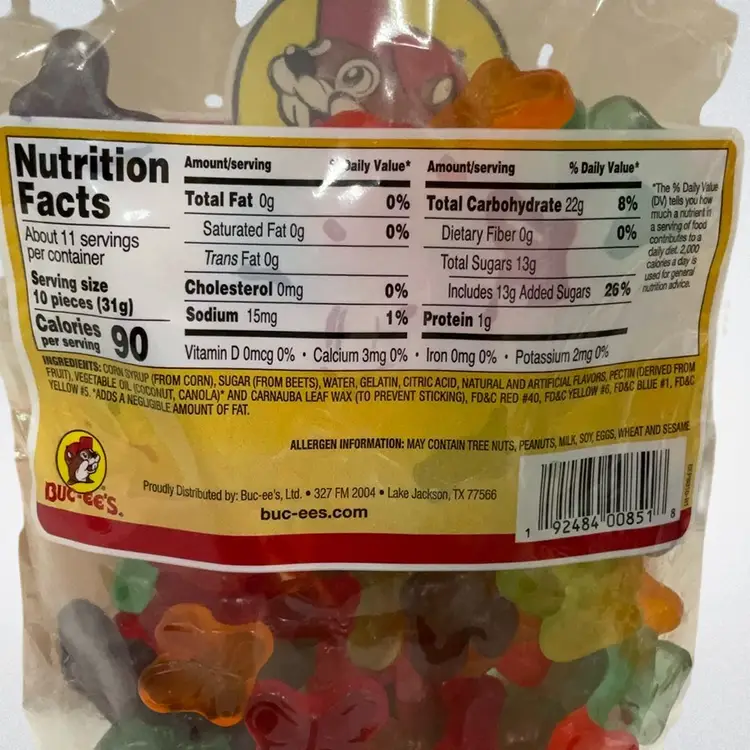 Nutrition
Facts
About 11 servings
per container
Serving size
10 pieces (31g)
Calories
per serving 90
Amount/serving % Daily Value*
Total Fat 0g 0%
Saturated Fat 0g 0%
Trans Fat 0g
Cholesterol 0mg 0%
Sodium 15mg 1%
Amount/serving % Daily Value*
Total Carbohydrate 22g 8%
Dietary Fiber 0g 0%
Total Sugars 13g
Includes 13g Added Sugars 26%
Protein 1g
Vitamin D 0mcg 0% • Calcium 3mg 0% • Iron 0mg 0% • Potassium 2mg 0%
*The % Daily Value
(DV) tells you how
much a nutrient in
a serving of food
contributes to a
daily diet. 2,000
calories a day is
used for general
nutrition advice.
INGREDIENTS: CORN SYRUP (FROM CORN), SUGAR (FROM BEETS), WATER, GELATIN, CITRIC ACID, NATURAL AND ARTIFICIAL FLAVORS, PECTIN (DERIVED FROM
FRUIT), VEGETABLE OIL (COCONUT, CANOLA)* AND CARNAUBA LEAF WAX (TO PREVENT STICKING), FD&C RED #40, FD&C YELLOW #6, FD&C BLUE #1, FD&C
YELLOW #5. *ADDS A NEGLIGIBLE AMOUNT OF FAT.
ALLERGEN INFORMATION: MAY CONTAIN TREE NUTS, PEANUTS, MILK, SOY, EGGS, WHEAT AND SESAME
BUC-EE'S.
Proudly Distributed by: Buc-ee's, Ltd. • 327 FM 2004 • Lake Jackson, TX 77566
buc-ees.com
1 92484 00851 8